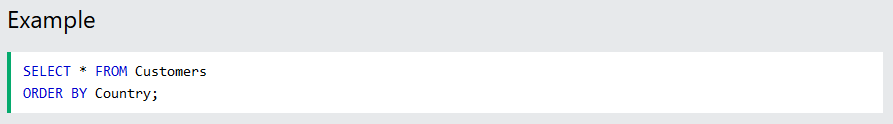 Example
SELECT * FROM Customers
ORDER BY Country;